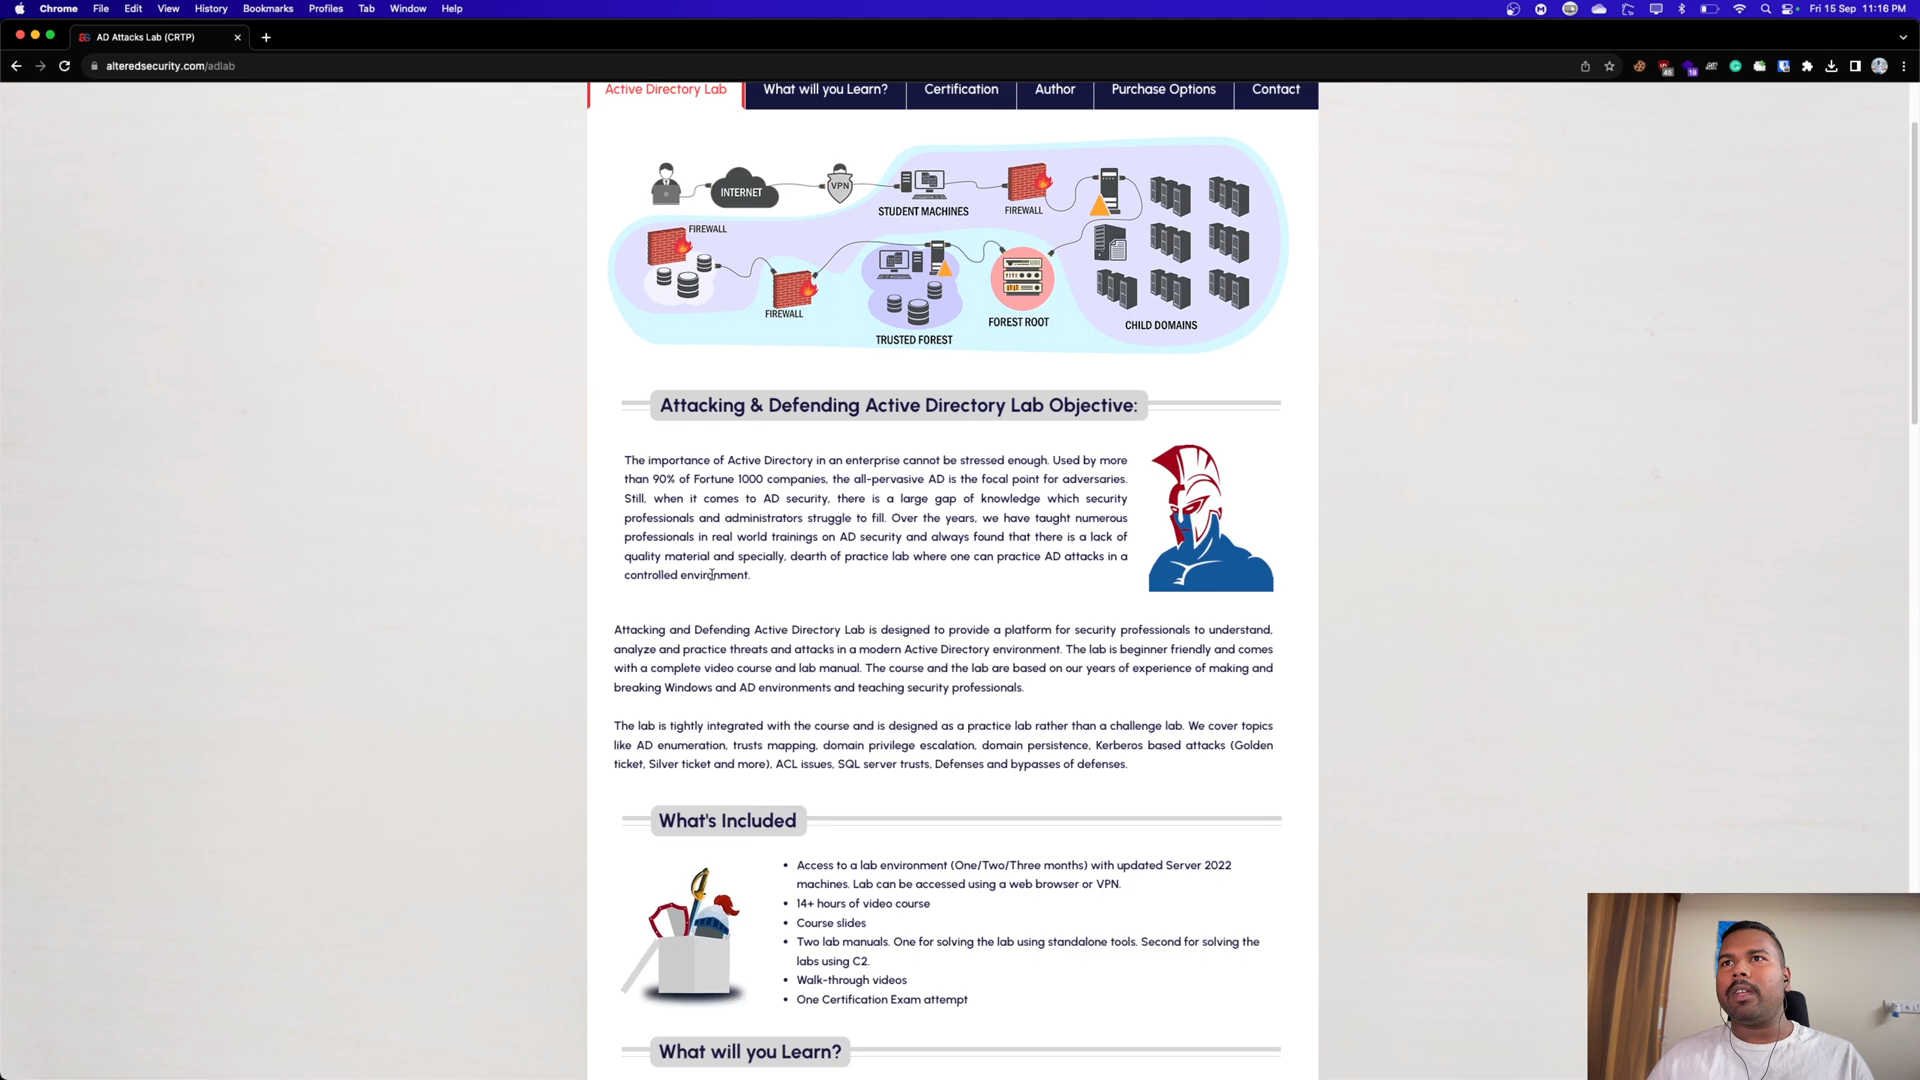 Chrome File Edit View History Bookmarks Profiles Tab Window Help
Fri 15 Sep 11:16 PM
AD Attacks Lab (CRTP)
alteredsecurity.com/adlab
45
19
Active Directory Lab What will you Learn? Certification Author Purchase Options Contact
INTERNET
VPN
STUDENT MACHINES
FIREWALL
FIREWALL
FIREWALL
TRUSTED FOREST
FOREST ROOT
CHILD DOMAINS
Attacking & Defending Active Directory Lab Objective:
The importance of Active Directory in an enterprise cannot be stressed enough. Used by more
than 90% of Fortune 1000 companies, the all-pervasive AD is the focal point for adversaries.
Still, when it comes to AD security, there is a large gap of knowledge which security
professionals and administrators struggle to fill. Over the years, we have taught numerous
professionals in real world trainings on AD security and always found that there is a lack of
quality material and specially, dearth of practice lab where one can practice AD attacks in a
controlled environment.
Attacking and Defending Active Directory Lab is designed to provide a platform for security professionals to understand,
analyze and practice threats and attacks in a modern Active Directory environment. The lab is beginner friendly and comes
with a complete video course and lab manual. The course and the lab are based on our years of experience of making and
breaking Windows and AD environments and teaching security professionals.
The lab is tightly integrated with the course and is designed as a practice lab rather than a challenge lab. We cover topics
like AD enumeration, trusts mapping, domain privilege escalation, domain persistence, Kerberos based attacks (Golden
ticket, Silver ticket and more), ACL issues, SQL server trusts, Defenses and bypasses of defenses.
What's Included
• Access to a lab environment (One/Two/Three months) with updated Server 2022
machines. Lab can be accessed using a web browser or VPN.
• 14+ hours of video course
• Course slides
• Two lab manuals. One for solving the lab using standalone tools. Second for solving the
labs using C2.
• Walk-through videos
• One Certification Exam attempt
What will you Learn?